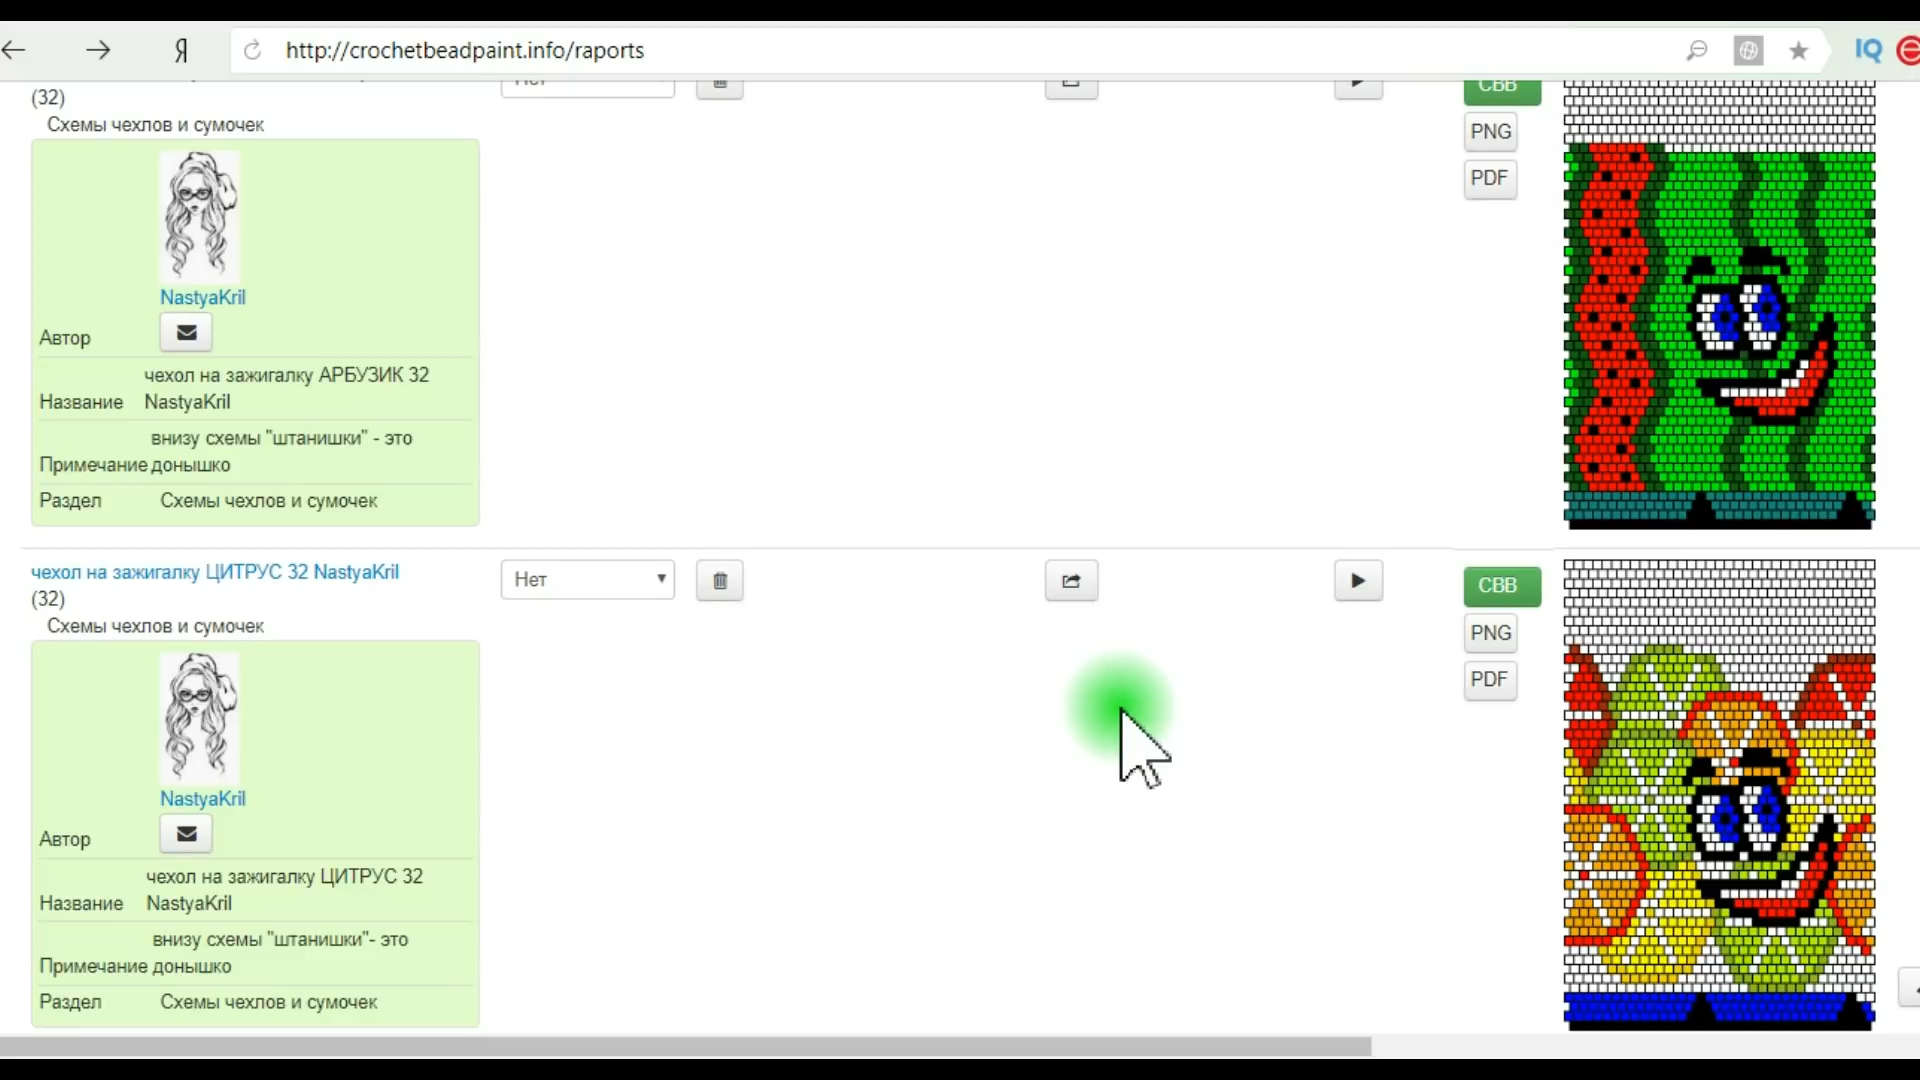 Я
http://crochetbeadpaint.info/raports
IQ
(32)
CBB
Схемы чехлов и сумочек
PNG
PDF
NastyaKril
Автор
чехол на зажигалку АРБУЗИК 32
Название NastyaKril
внизу схемы "штанишки" - это
Примечание донышко
Раздел Схемы чехлов и сумочек
чехол на зажигалку ЦИТРУС 32 NastyaKril
Нет
CBB
(32)
Схемы чехлов и сумочек
PNG
PDF
NastyaKril
Автор
чехол на зажигалку ЦИТРУС 32
Название NastyaKril
внизу схемы "штанишки"- это
Примечание донышко
Раздел Схемы чехлов и сумочек